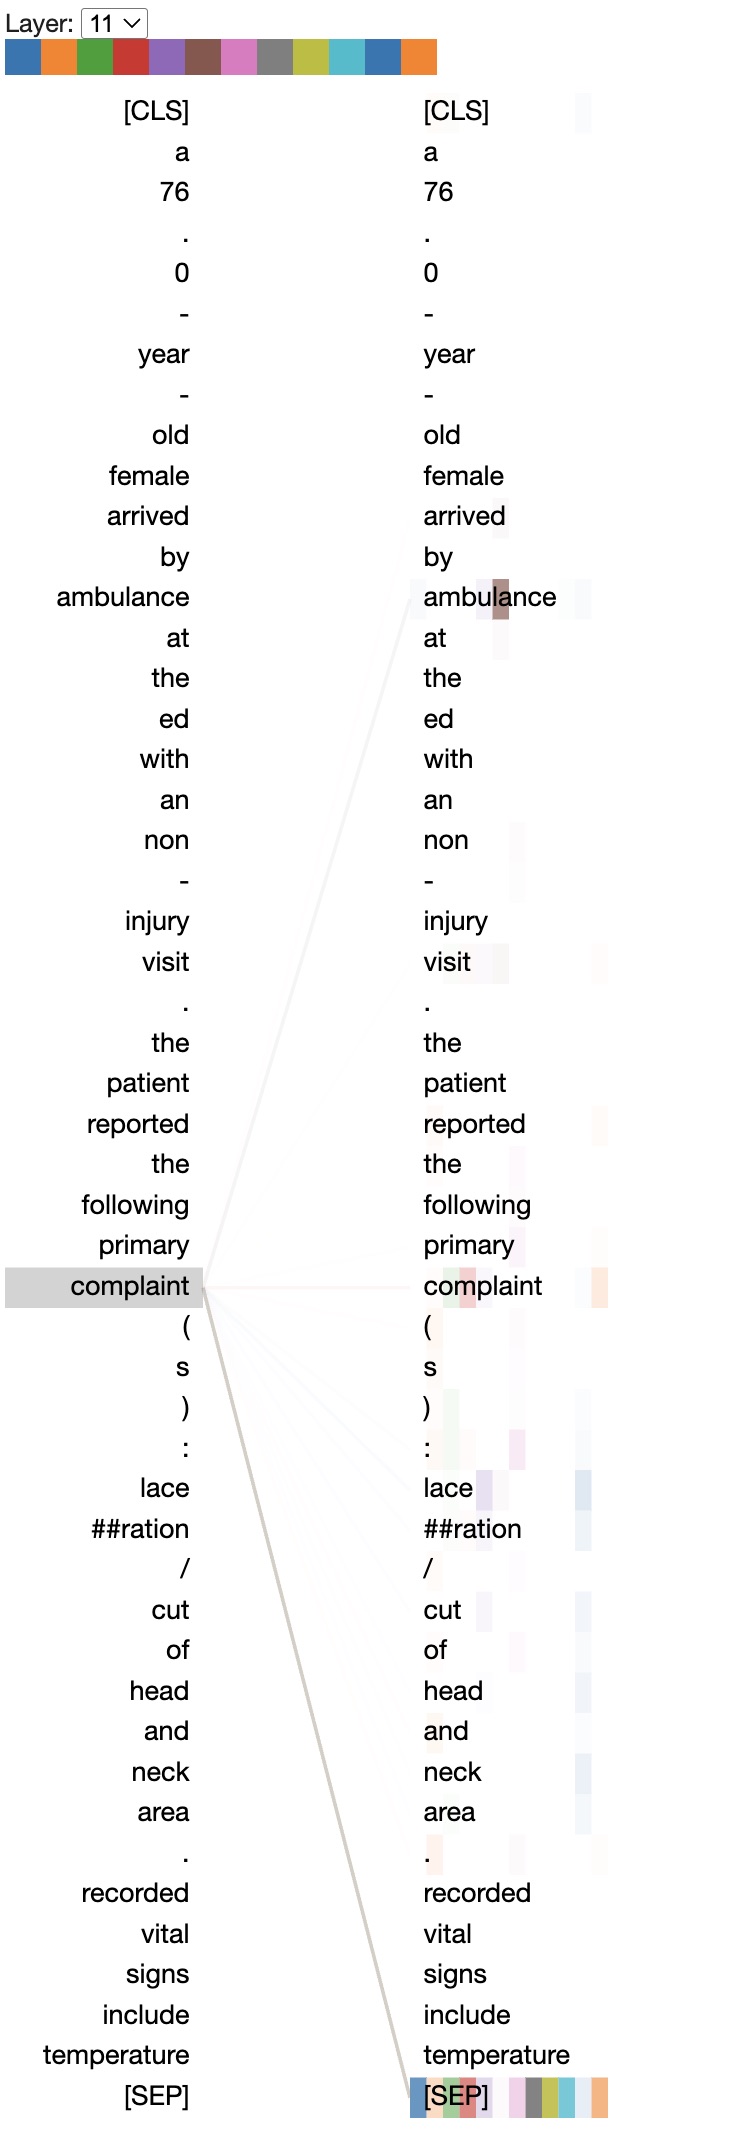 Layer: 11
[CLS] [CLS]
a a
76 76
. .
0 0
- -
year year
- -
old old
female female
arrived arrived
by by
ambulance ambulance
at at
the the
ed ed
with with
an an
non non
- -
injury injury
visit visit
. .
the the
patient patient
reported reported
the the
following following
primary primary
complaint complaint
( (
s s
) )
: :
lace lace
##ration ##ration
/ /
cut cut
of of
head head
and and
neck neck
area area
. .
recorded recorded
vital vital
signs signs
include include
temperature temperature
[SEP] [SEP]